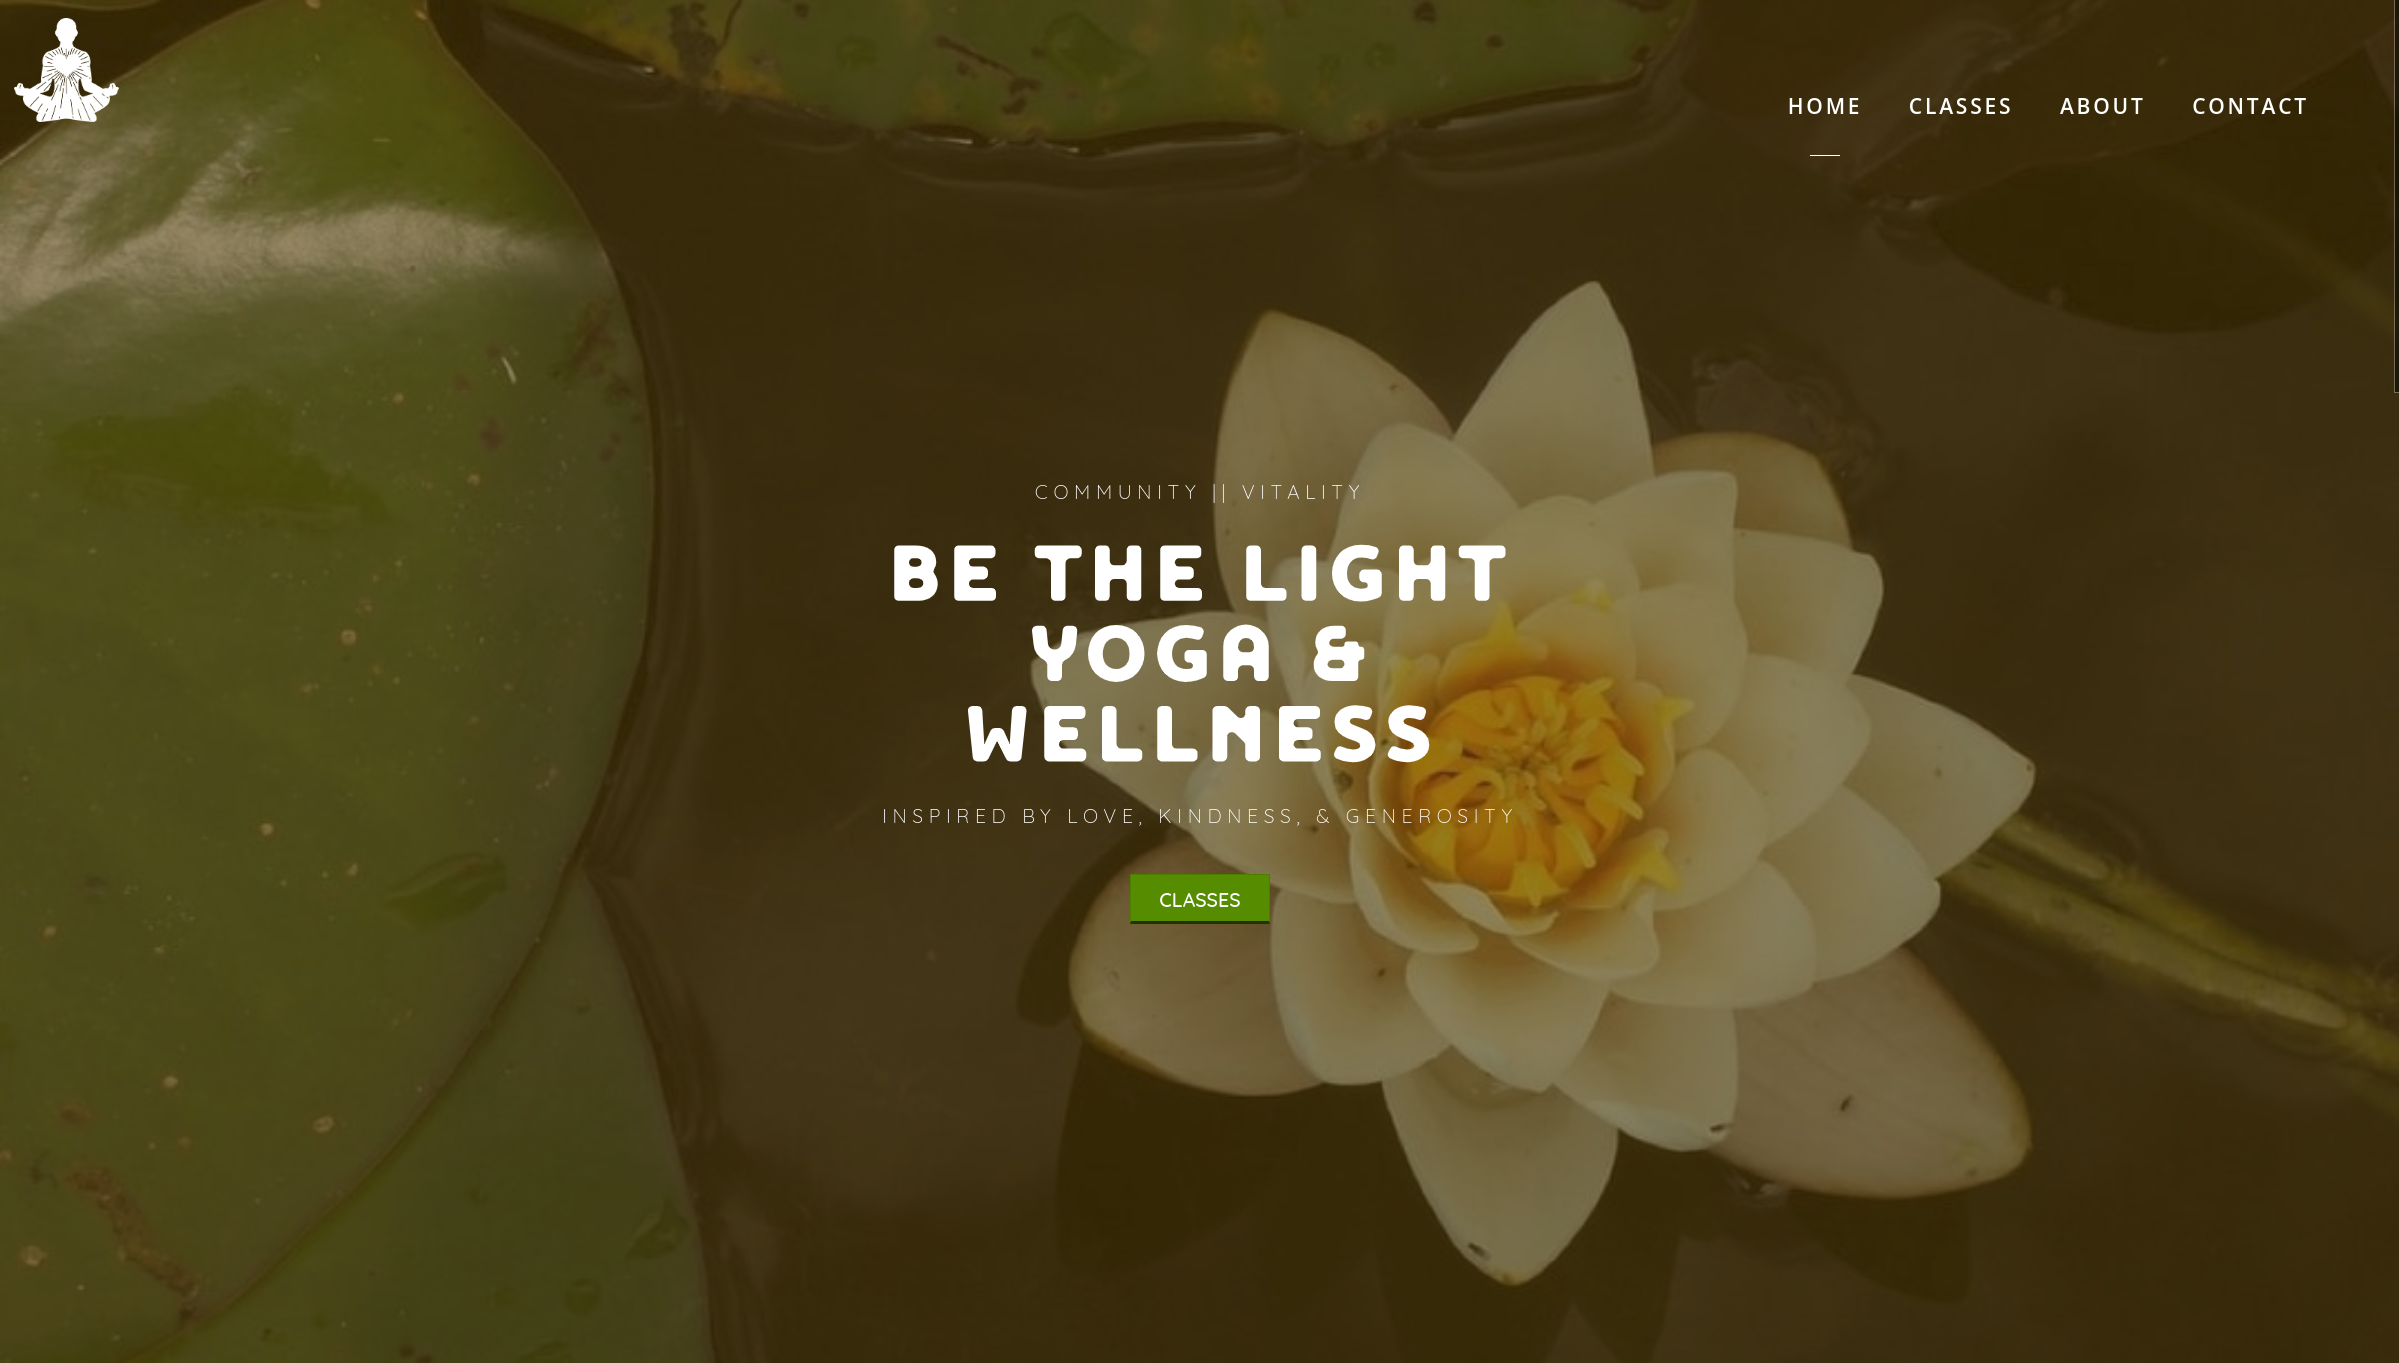 HOME CLASSES ABOUT CONTACT
COMMUNITY || VITALITY
BE THE LIGHT
YOGA &
WELLNESS
INSPIRED BY LOVE, KINDNESS, & GENEROSITY
CLASSES